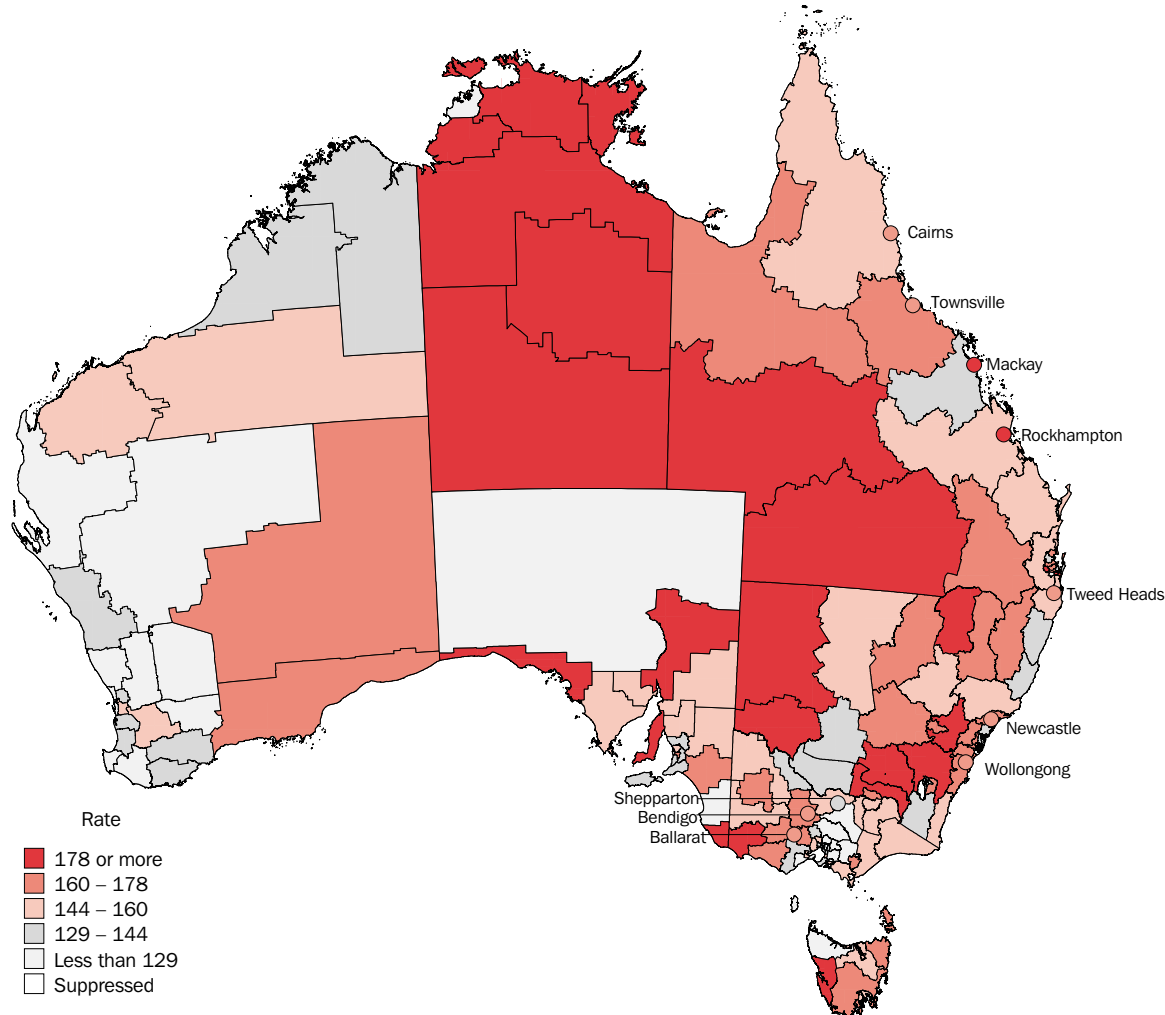 Cairns
Townsville
Mackay
Rockhampton
Tweed Heads
Newcastle
Wollongong
Shepparton
Bendigo
Ballarat
Rate
178 or more
160 – 178
144 – 160
129 – 144
Less than 129
Suppressed